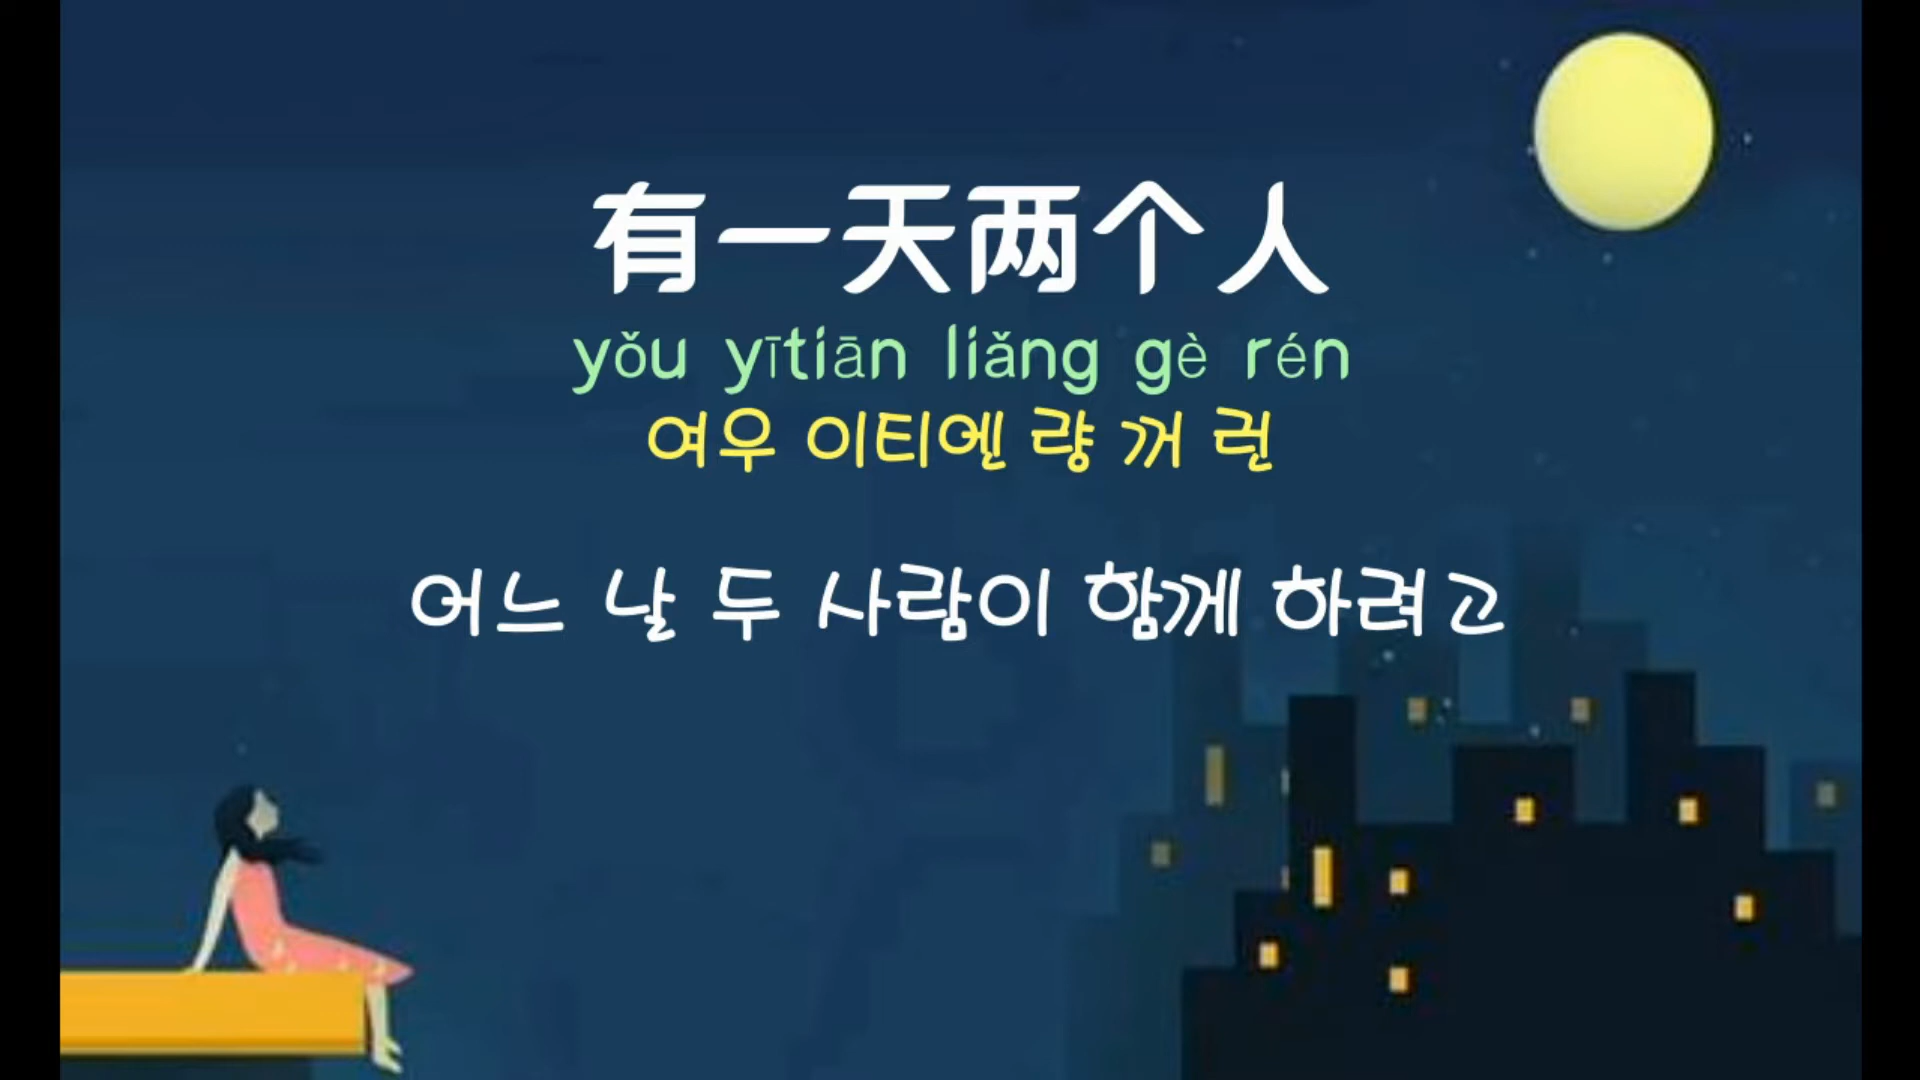 有一天两个人
yǒu yītiān liǎng gè rén
여우 이티엔 량 꺼 런
어느 날 두 사람이 함께 하려고